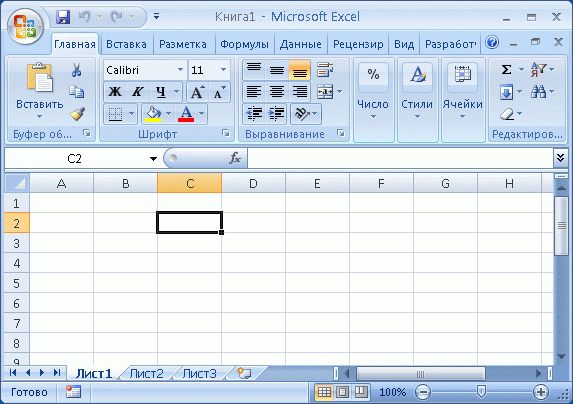 Книга1 - Microsoft Excel
Главная Вставка Разметка Формулы Данные Рецензир Вид Разработч
Calibri 11
Вставить Ж К Ч А А Число Стили Ячейки
% А Σ
Буфер об... Шрифт Выравнивание Редактиров...
C2 fx
A B C D E F G H
1
2
3
4
5
6
7
8
9
Лист1 Лист2 Лист3
Готово 100%